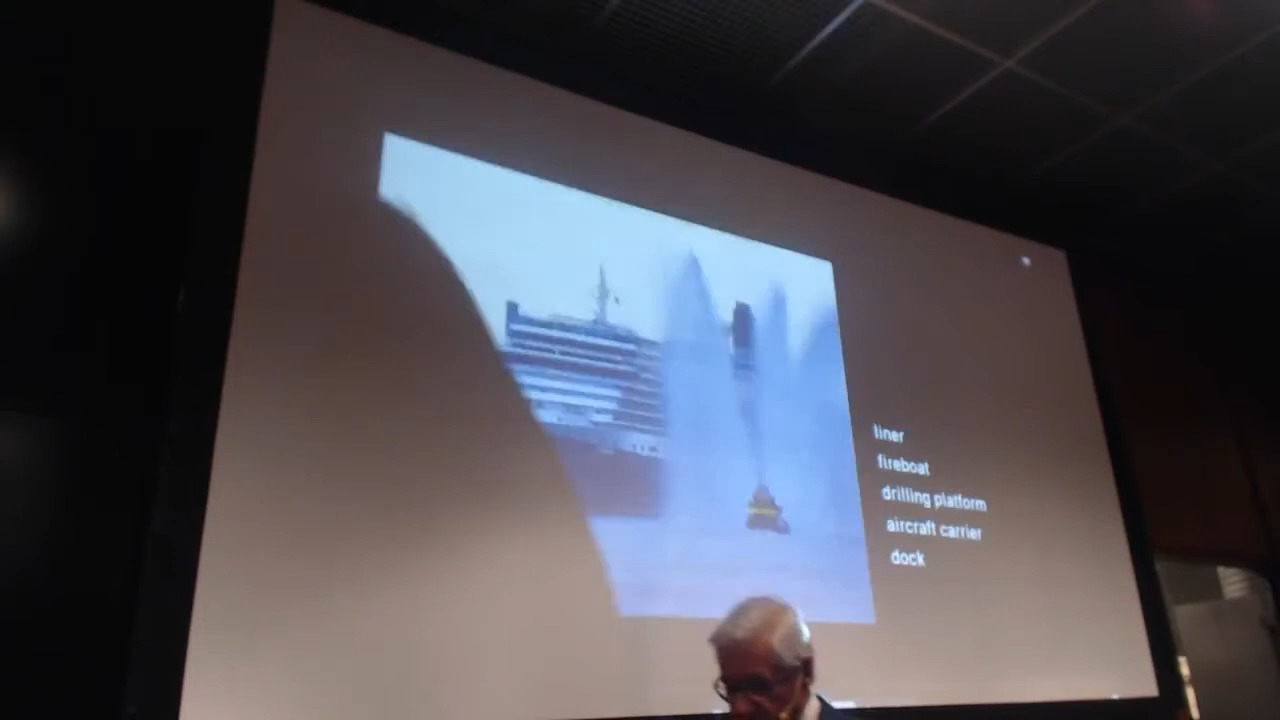 liner
fireboat
drilling platform
aircraft carrier
dock